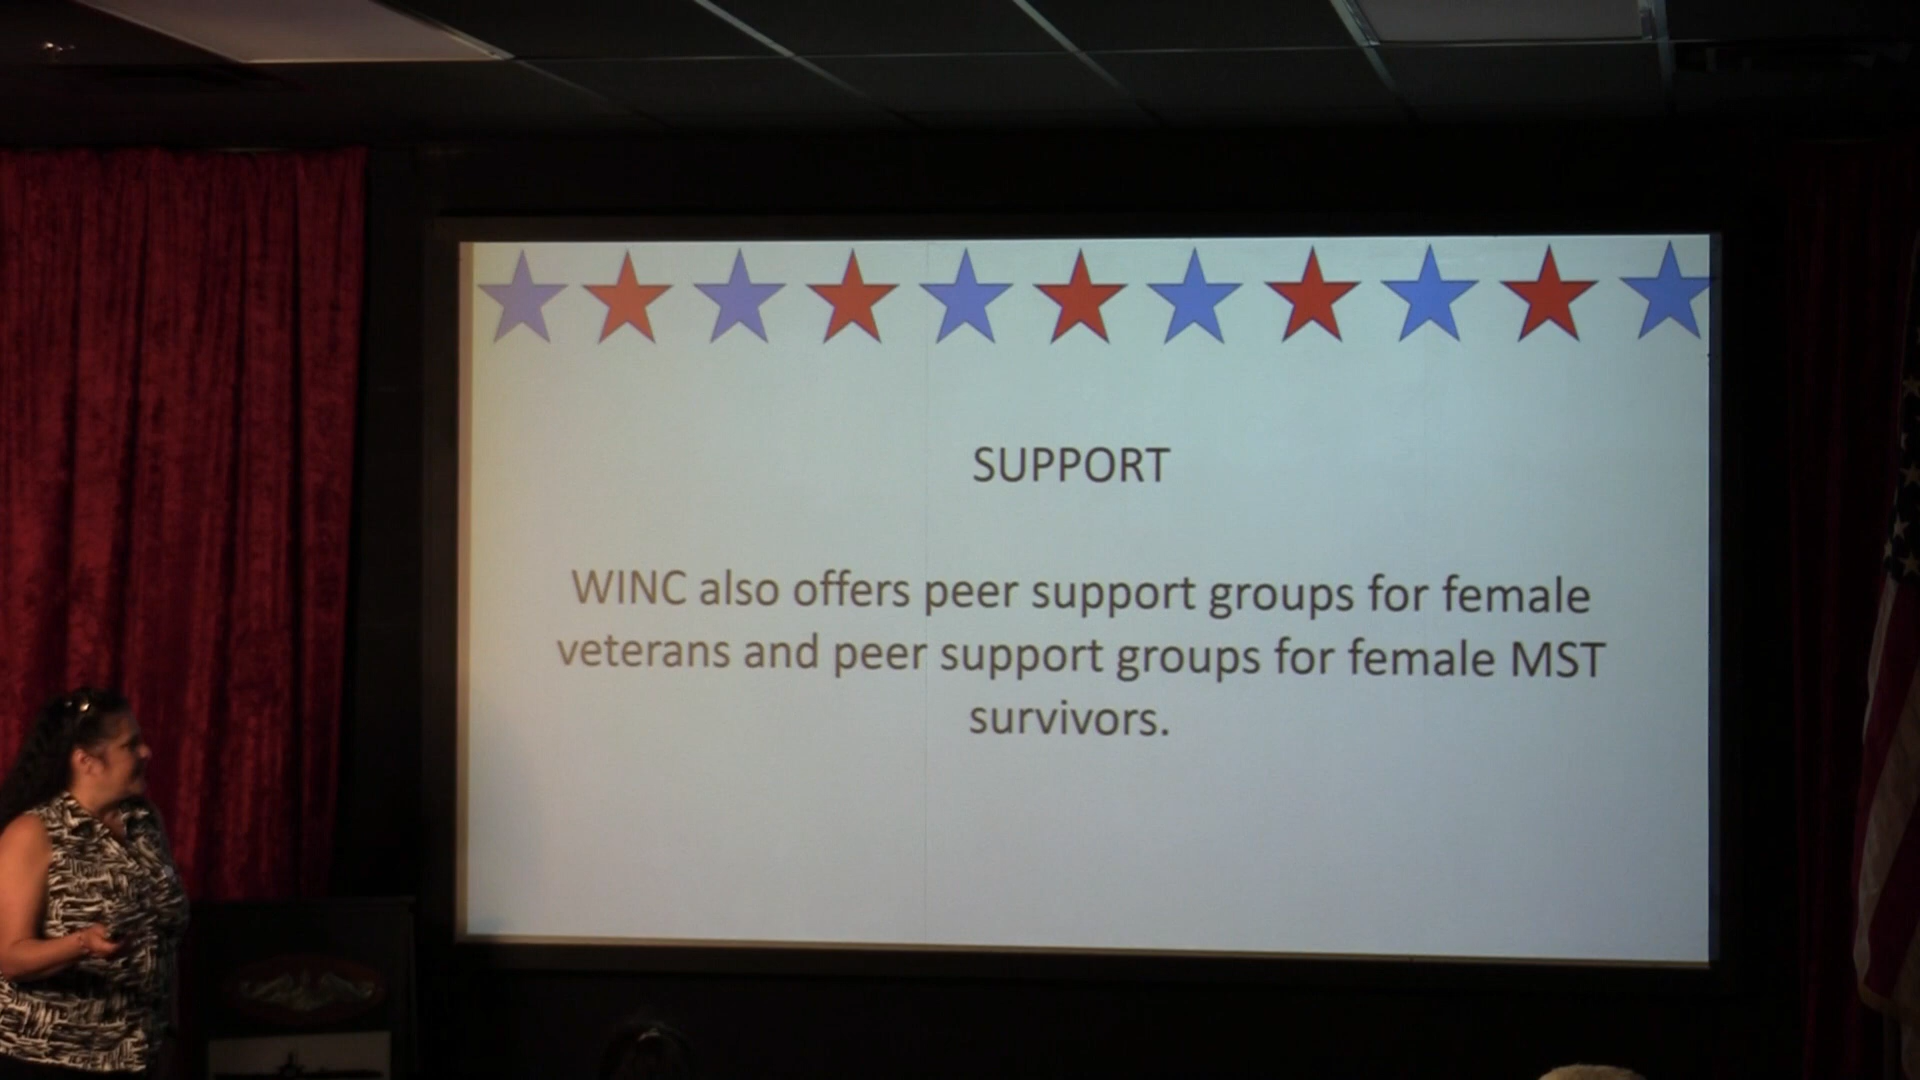 SUPPORT
WINC also offers peer support groups for female
veterans and peer support groups for female MST
survivors.